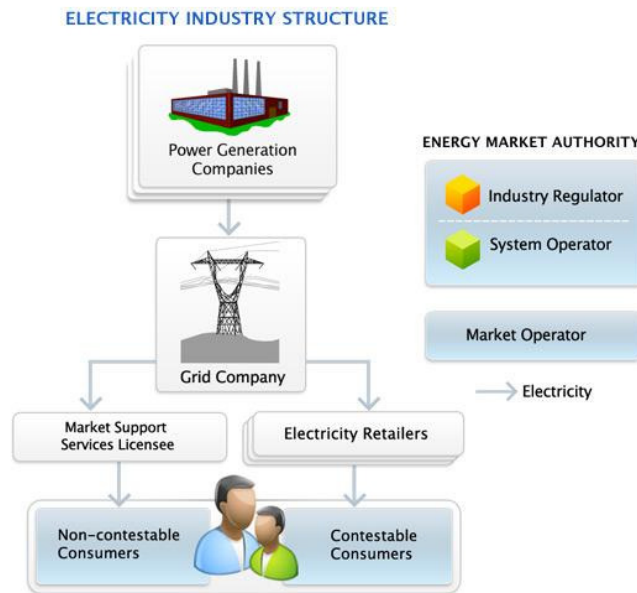 ELECTRICITY INDUSTRY STRUCTURE
Power Generation
Companies
Grid Company
Market Support
Services Licensee
Electricity Retailers
Non-contestable
Consumers
Contestable
Consumers
ENERGY MARKET AUTHORITY
Industry Regulator
System Operator
Market Operator
Electricity